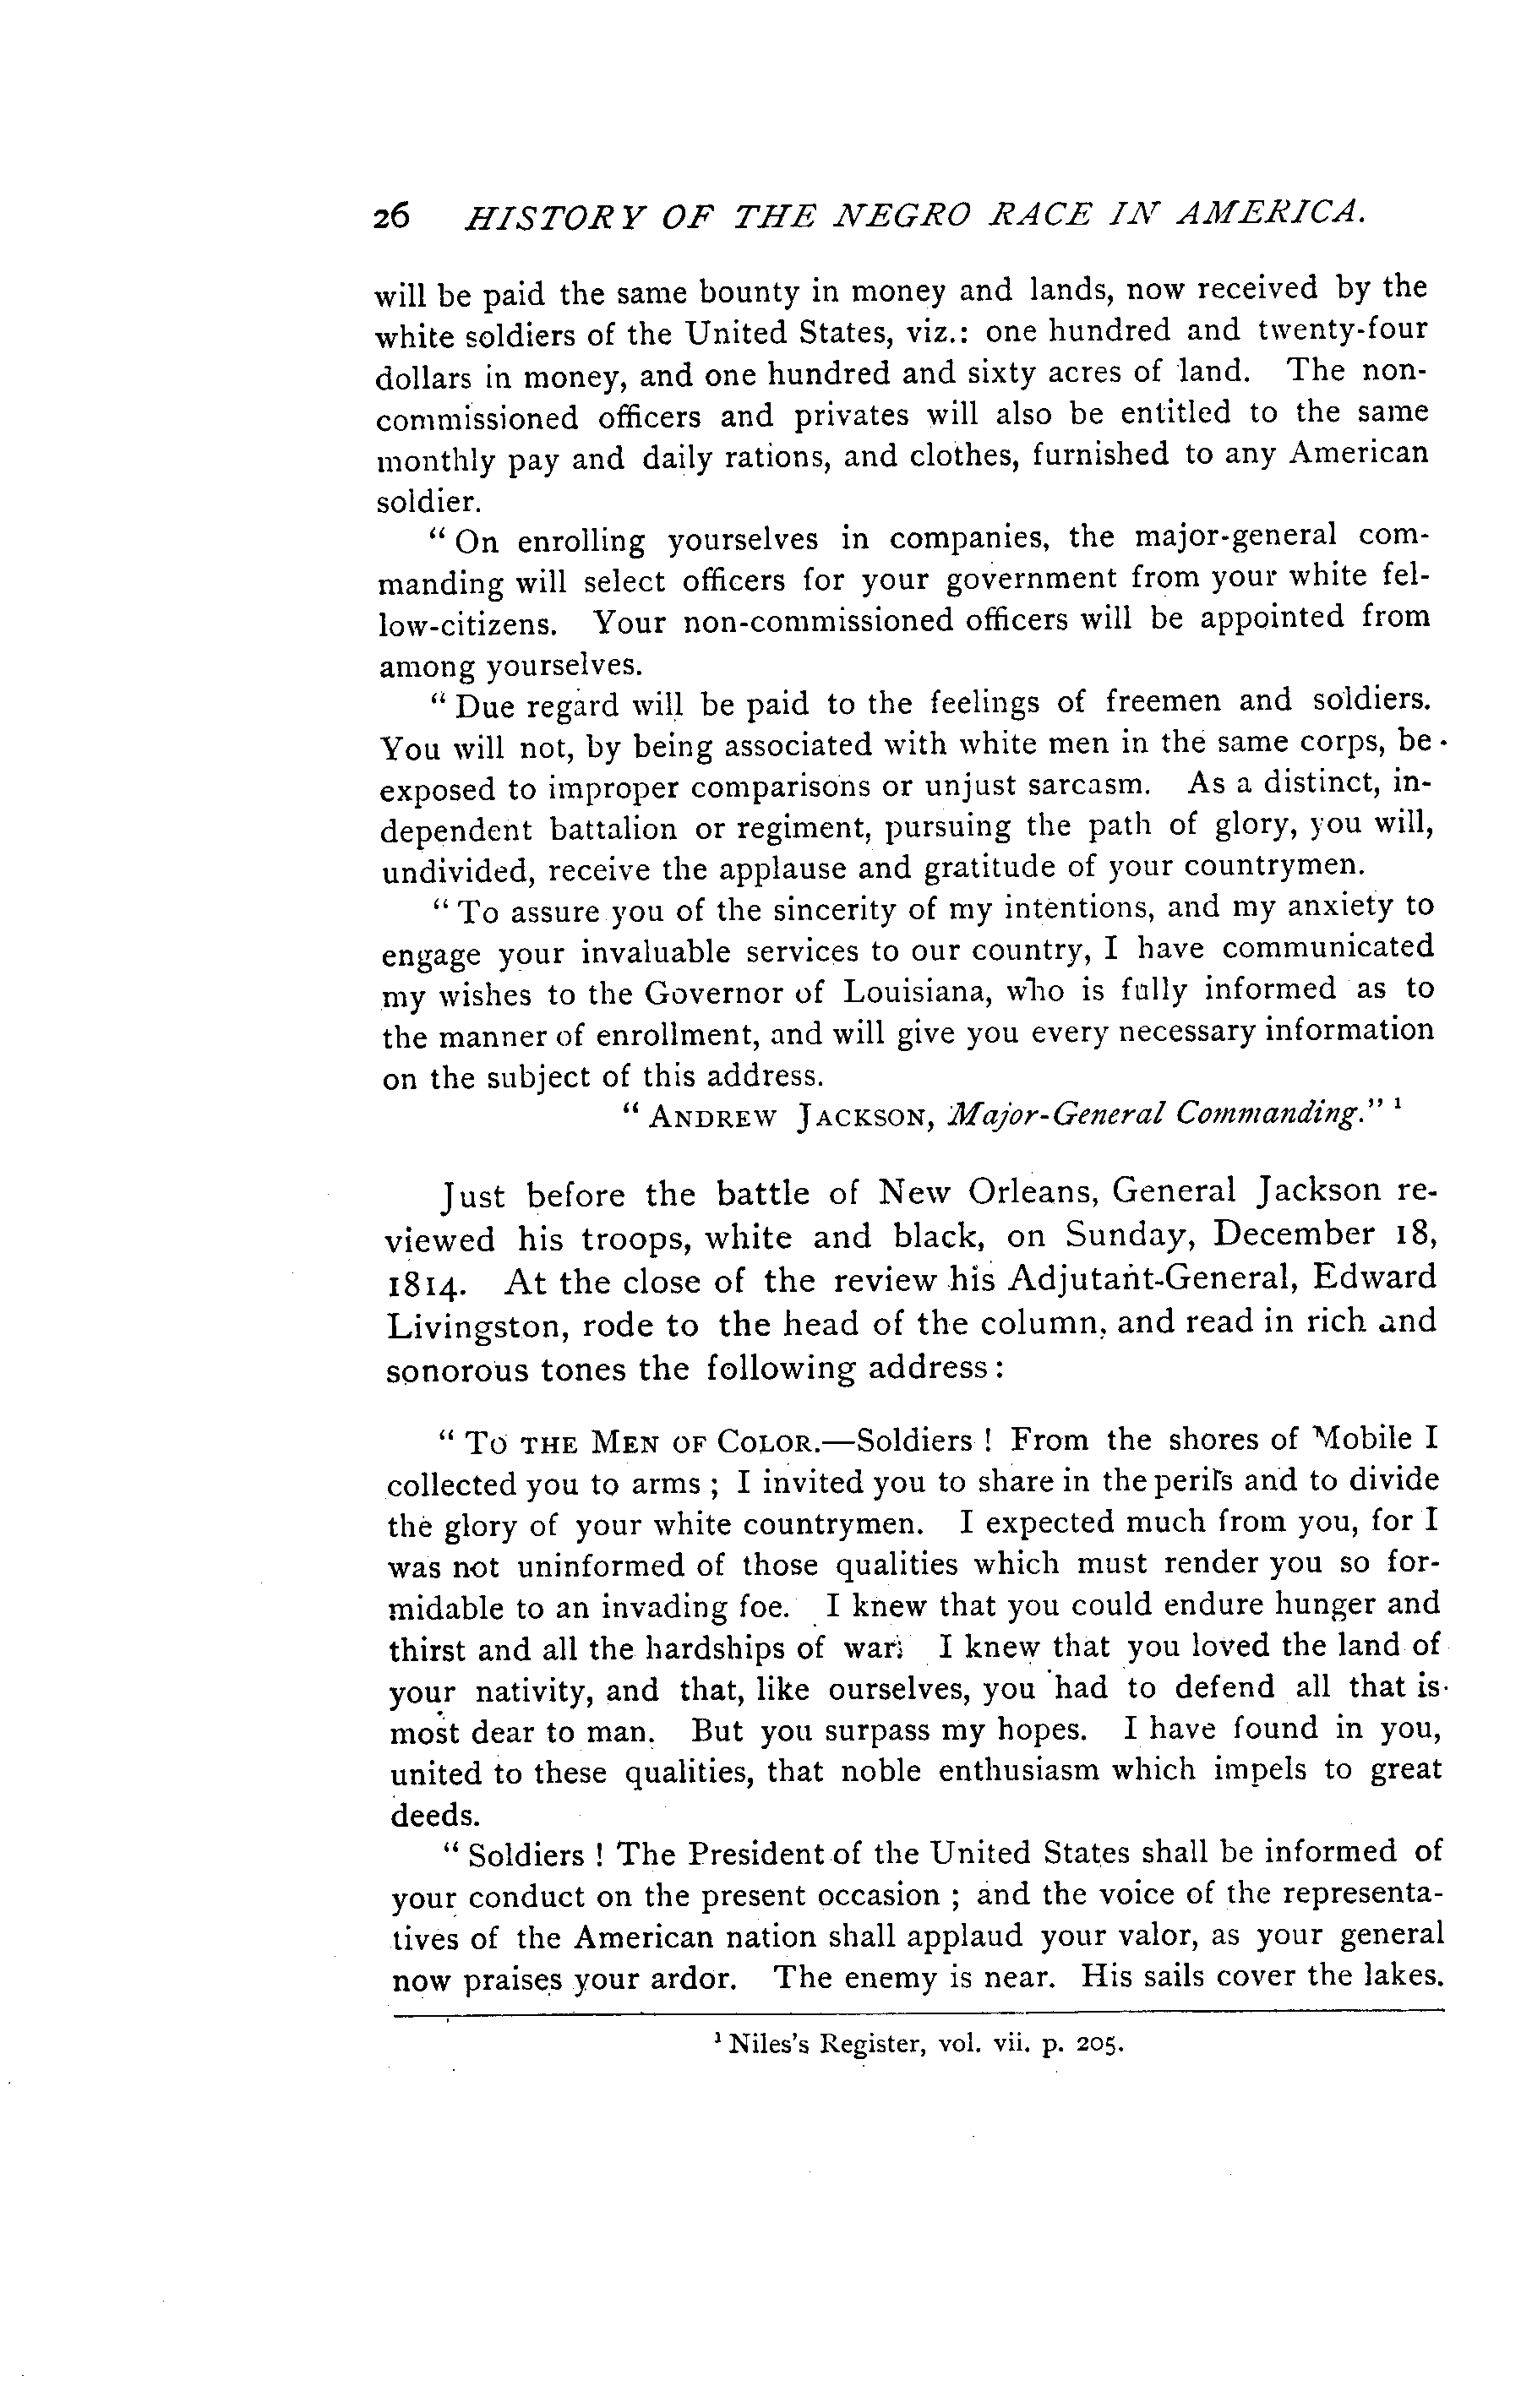 26 HISTORY OF THE NEGRO RACE IN AMERICA.
will be paid the same bounty in money and lands, now received by the
white soldiers of the United States, viz.: one hundred and twenty-four
dollars in money, and one hundred and sixty acres of land. The non-
commissioned officers and privates will also be entitled to the same
monthly pay and daily rations, and clothes, furnished to any American
soldier.
" On enrolling yourselves in companies, the major-general com-
manding will select officers for your government from your white fel-
low-citizens. Your non-commissioned officers will be appointed from
among yourselves.
" Due regard will be paid to the feelings of freemen and soldiers.
You will not, by being associated with white men in the same corps, be
exposed to improper comparisons or unjust sarcasm. As a distinct, in-
dependent battalion or regiment, pursuing the path of glory, you will,
undivided, receive the applause and gratitude of your countrymen.
" To assure you of the sincerity of my intentions, and my anxiety to
engage your invaluable services to our country, I have communicated
my wishes to the Governor of Louisiana, who is fully informed as to
the manner of enrollment, and will give you every necessary information
on the subject of this address.
" ANDREW JACKSON, Major-General Commanding." ¹
Just before the battle of New Orleans, General Jackson re-
viewed his troops, white and black, on Sunday, December 18,
1814. At the close of the review his Adjutant-General, Edward
Livingston, rode to the head of the column, and read in rich and
sonorous tones the following address :
" TO THE MEN OF COLOR.—Soldiers ! From the shores of Mobile I
collected you to arms ; I invited you to share in the perils and to divide
the glory of your white countrymen. I expected much from you, for I
was not uninformed of those qualities which must render you so for-
midable to an invading foe. I knew that you could endure hunger and
thirst and all the hardships of war. I knew that you loved the land of
your nativity, and that, like ourselves, you had to defend all that is
most dear to man. But you surpass my hopes. I have found in you,
united to these qualities, that noble enthusiasm which impels to great
deeds.
" Soldiers ! The President of the United States shall be informed of
your conduct on the present occasion ; and the voice of the representa-
tives of the American nation shall applaud your valor, as your general
now praises your ardor. The enemy is near. His sails cover the lakes.
¹ Niles's Register, vol. vii. p. 205.